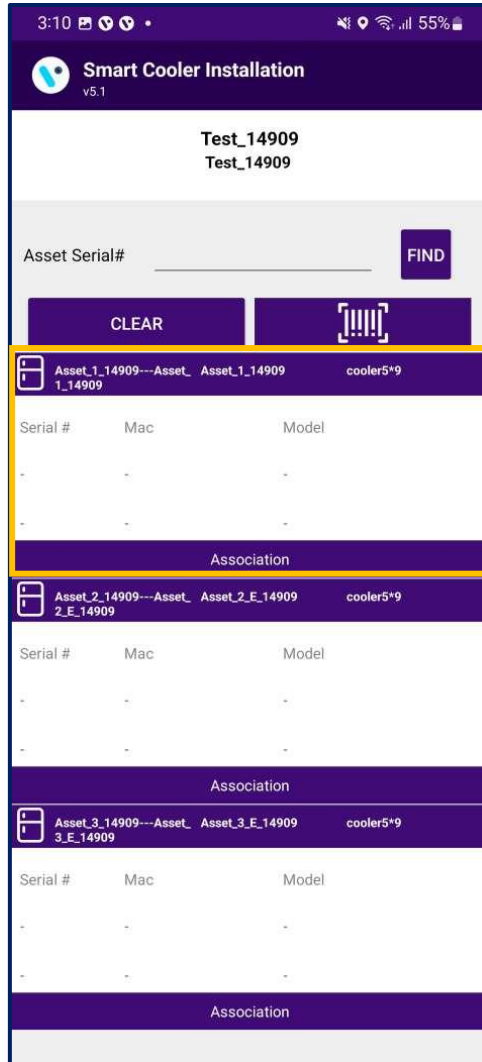 3:10 55%
Smart Cooler Installation
v5.1
Test_14909
Test_14909
Asset Serial# FIND
CLEAR
Asset_1_14909---Asset_ Asset_1_14909 cooler5*9
1_14909
Serial # Mac Model
- - -
- - -
Association
Asset_2_14909---Asset_ Asset_2_E_14909 cooler5*9
2_E_14909
Serial # Mac Model
- - -
- - -
Association
Asset_3_14909---Asset_ Asset_3_E_14909 cooler5*9
3_E_14909
Serial # Mac Model
- - -
- - -
Association